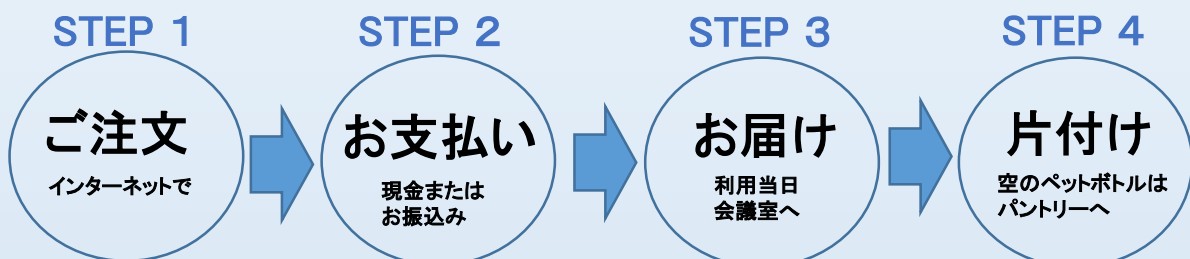 STEP 1
ご注文
インターネットで
STEP 2
お支払い
現金または
お振込み
STEP 3
お届け
利用当日
会議室へ
STEP 4
片付け
空のペットボトルは
パントリーへ